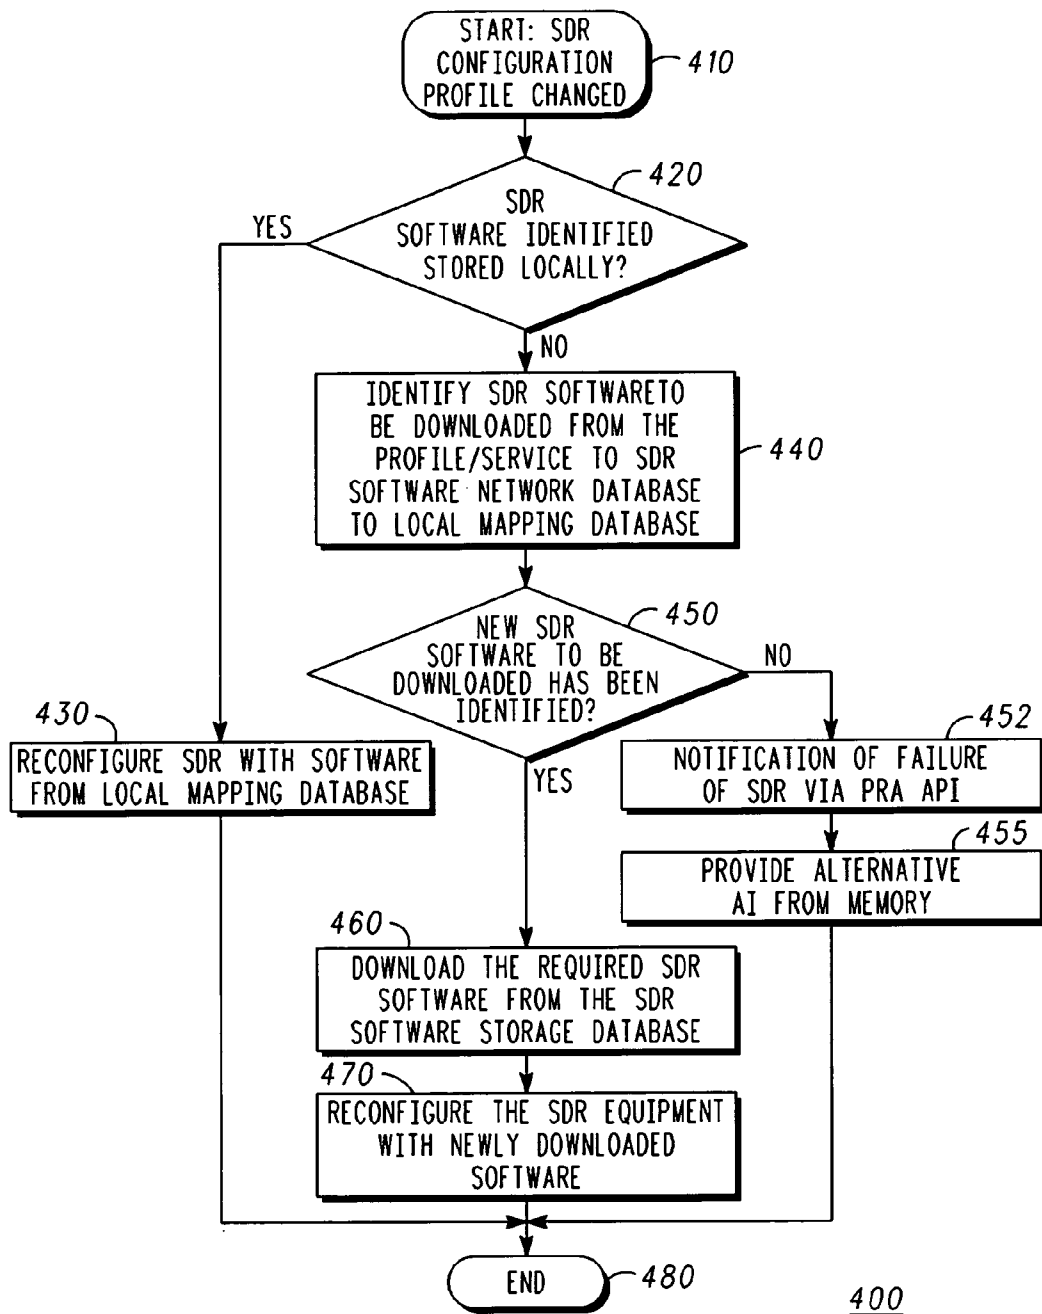 START: SDR
CONFIGURATION
PROFILE CHANGED
410
SDR
SOFTWARE IDENTIFIED
STORED LOCALLY?
420
YES
NO
IDENTIFY SDR SOFTWARETO
BE DOWNLOADED FROM THE
PROFILE/SERVICE TO SDR
SOFTWARE NETWORK DATABASE
TO LOCAL MAPPING DATABASE
440
NEW SDR
SOFTWARE TO BE
DOWNLOADED HAS BEEN
IDENTIFIED?
450
NO
YES
430
RECONFIGURE SDR WITH SOFTWARE
FROM LOCAL MAPPING DATABASE
452
NOTIFICATION OF FAILURE
OF SDR VIA PRA API
455
PROVIDE ALTERNATIVE
AI FROM MEMORY
460
DOWNLOAD THE REQUIRED SDR
SOFTWARE FROM THE SDR
SOFTWARE STORAGE DATABASE
470
RECONFIGURE THE SDR EQUIPMENT
WITH NEWLY DOWNLOADED
SOFTWARE
END
480
400